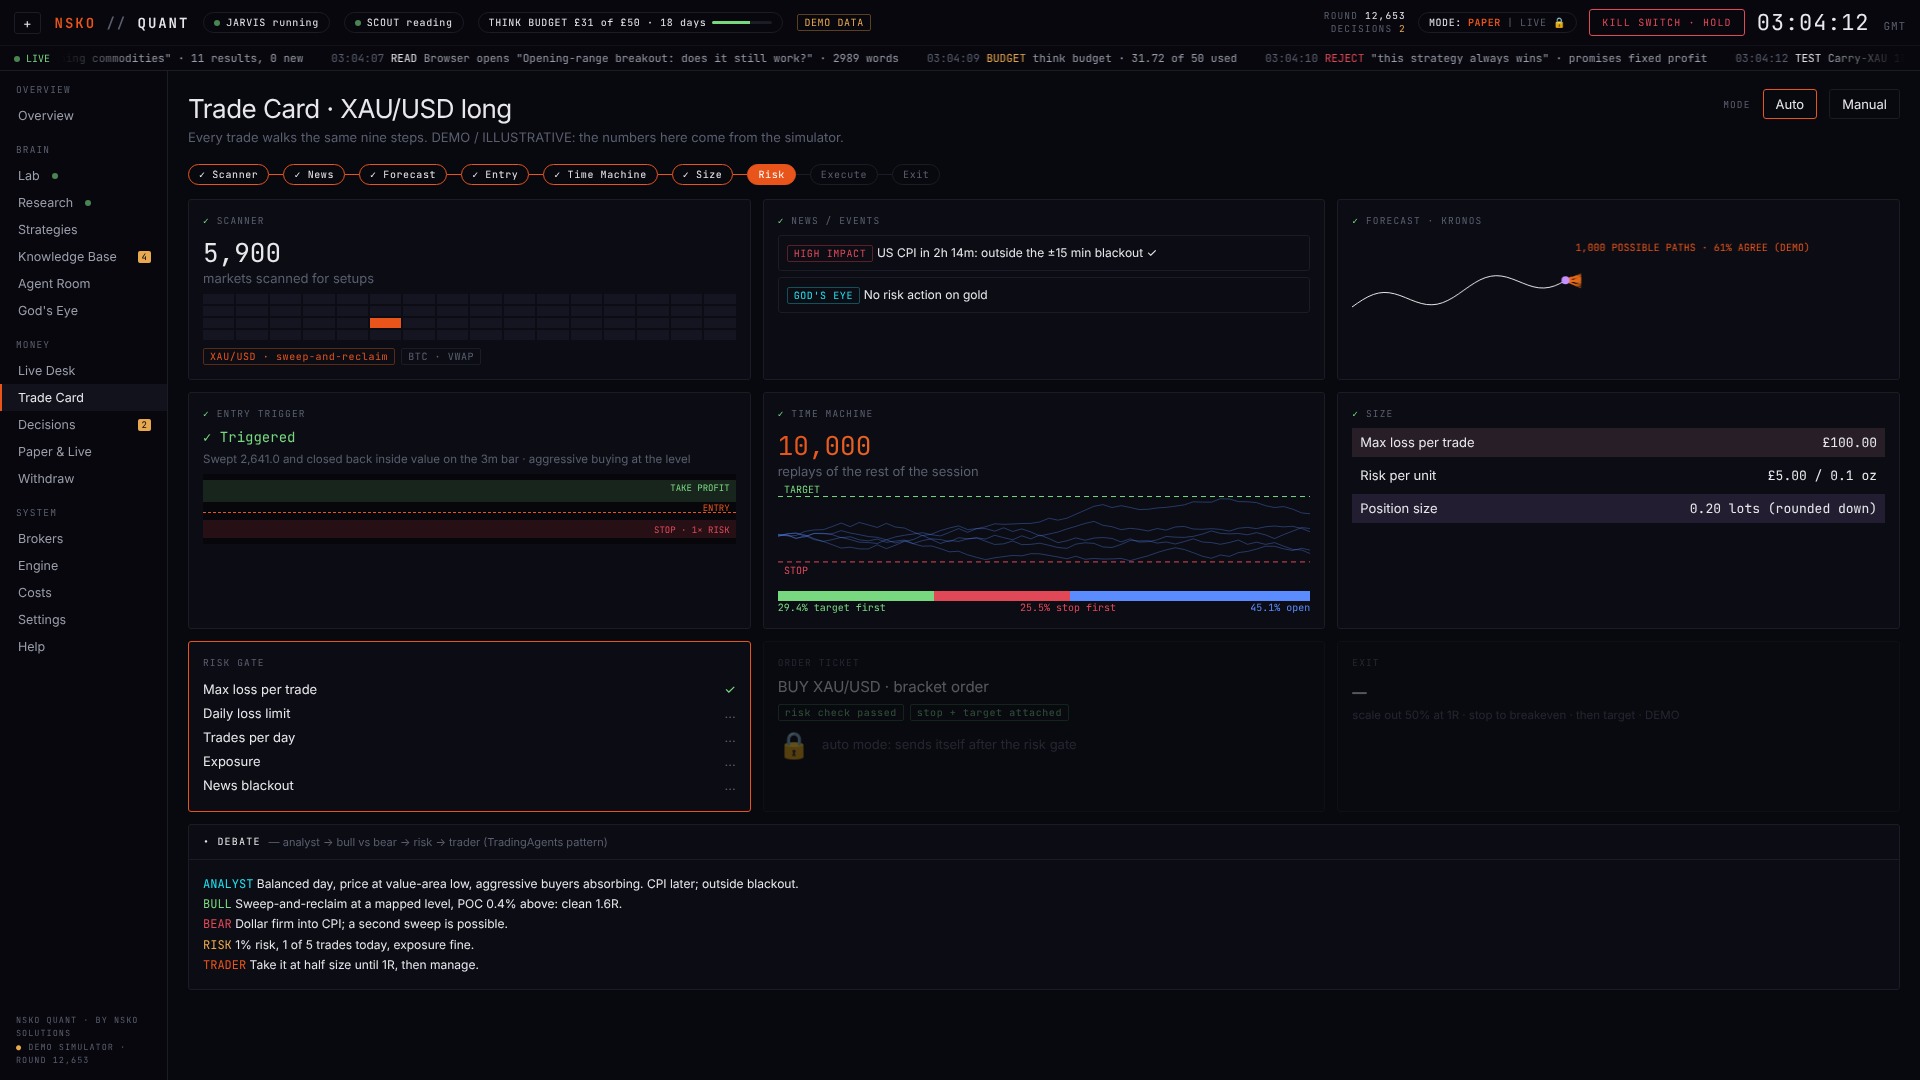 + NSKO // QUANT
JARVIS running
SCOUT reading
THINK BUDGET £31 of £50 · 18 days
DEMO DATA
ROUND 12,653
DECISIONS 2
MODE: PAPER | LIVE 🔒
KILL SWITCH · HOLD
03:04:12 GMT
LIVE
commodities" · 11 results, 0 new
03:04:07 READ Browser opens "Opening-range breakout: does it still work?" · 2989 words
03:04:09 BUDGET think budget · 31.72 of 50 used
03:04:10 REJECT "this strategy always wins" · promises fixed profit
03:04:12 TEST Carry-XAU
OVERVIEW
Overview
BRAIN
Lab
Research
Strategies
Knowledge Base 4
Agent Room
God's Eye
MONEY
Live Desk
Trade Card
Decisions 2
Paper & Live
Withdraw
SYSTEM
Brokers
Engine
Costs
Settings
Help
NSKO QUANT · BY NSKO
SOLUTIONS
DEMO SIMULATOR ·
ROUND 12,653
Trade Card · XAU/USD long
Every trade walks the same nine steps. DEMO / ILLUSTRATIVE: the numbers here come from the simulator.
MODE
Auto
Manual
✓ Scanner
✓ News
✓ Forecast
✓ Entry
✓ Time Machine
✓ Size
Risk
Execute
Exit
✓ SCANNER
5,900
markets scanned for setups
XAU/USD · sweep-and-reclaim
BTC · VWAP
✓ NEWS / EVENTS
HIGH IMPACT US CPI in 2h 14m: outside the ±15 min blackout ✓
GOD'S EYE No risk action on gold
✓ FORECAST · KRONOS
1,000 POSSIBLE PATHS · 61% AGREE (DEMO)
✓ ENTRY TRIGGER
✓ Triggered
Swept 2,641.0 and closed back inside value on the 3m bar · aggressive buying at the level
TAKE PROFIT
ENTRY
STOP · 1× RISK
✓ TIME MACHINE
10,000
replays of the rest of the session
TARGET
STOP
29.4% target first
25.5% stop first
45.1% open
✓ SIZE
Max loss per trade £100.00
Risk per unit £5.00 / 0.1 oz
Position size 0.20 lots (rounded down)
RISK GATE
Max loss per trade ✓
Daily loss limit …
Trades per day …
Exposure …
News blackout …
ORDER TICKET
BUY XAU/USD · bracket order
risk check passed
stop + target attached
🔒 auto mode: sends itself after the risk gate
EXIT
—
scale out 50% at 1R · stop to breakeven · then target · DEMO
• DEBATE — analyst → bull vs bear → risk → trader (TradingAgents pattern)
ANALYST Balanced day, price at value-area low, aggressive buyers absorbing. CPI later; outside blackout.
BULL Sweep-and-reclaim at a mapped level, POC 0.4% above: clean 1.6R.
BEAR Dollar firm into CPI; a second sweep is possible.
RISK 1% risk, 1 of 5 trades today, exposure fine.
TRADER Take it at half size until 1R, then manage.